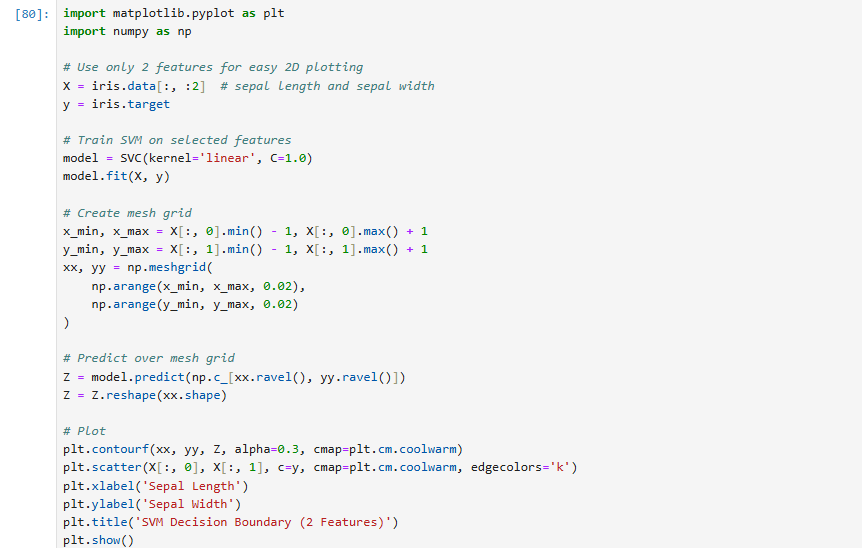 [80]: import matplotlib.pyplot as plt
import numpy as np
# Use only 2 features for easy 2D plotting
X = iris.data[:, :2]  # sepal length and sepal width
y = iris.target
# Train SVM on selected features
model = SVC(kernel='linear', C=1.0)
model.fit(X, y)
# Create mesh grid
x_min, x_max = X[:, 0].min() - 1, X[:, 0].max() + 1
y_min, y_max = X[:, 1].min() - 1, X[:, 1].max() + 1
xx, yy = np.meshgrid(
    np.arange(x_min, x_max, 0.02),
    np.arange(y_min, y_max, 0.02)
)
# Predict over mesh grid
Z = model.predict(np.c_[xx.ravel(), yy.ravel()])
Z = Z.reshape(xx.shape)
# Plot
plt.contourf(xx, yy, Z, alpha=0.3, cmap=plt.cm.coolwarm)
plt.scatter(X[:, 0], X[:, 1], c=y, cmap=plt.cm.coolwarm, edgecolors='k')
plt.xlabel('Sepal Length')
plt.ylabel('Sepal Width')
plt.title('SVM Decision Boundary (2 Features)')
plt.show()